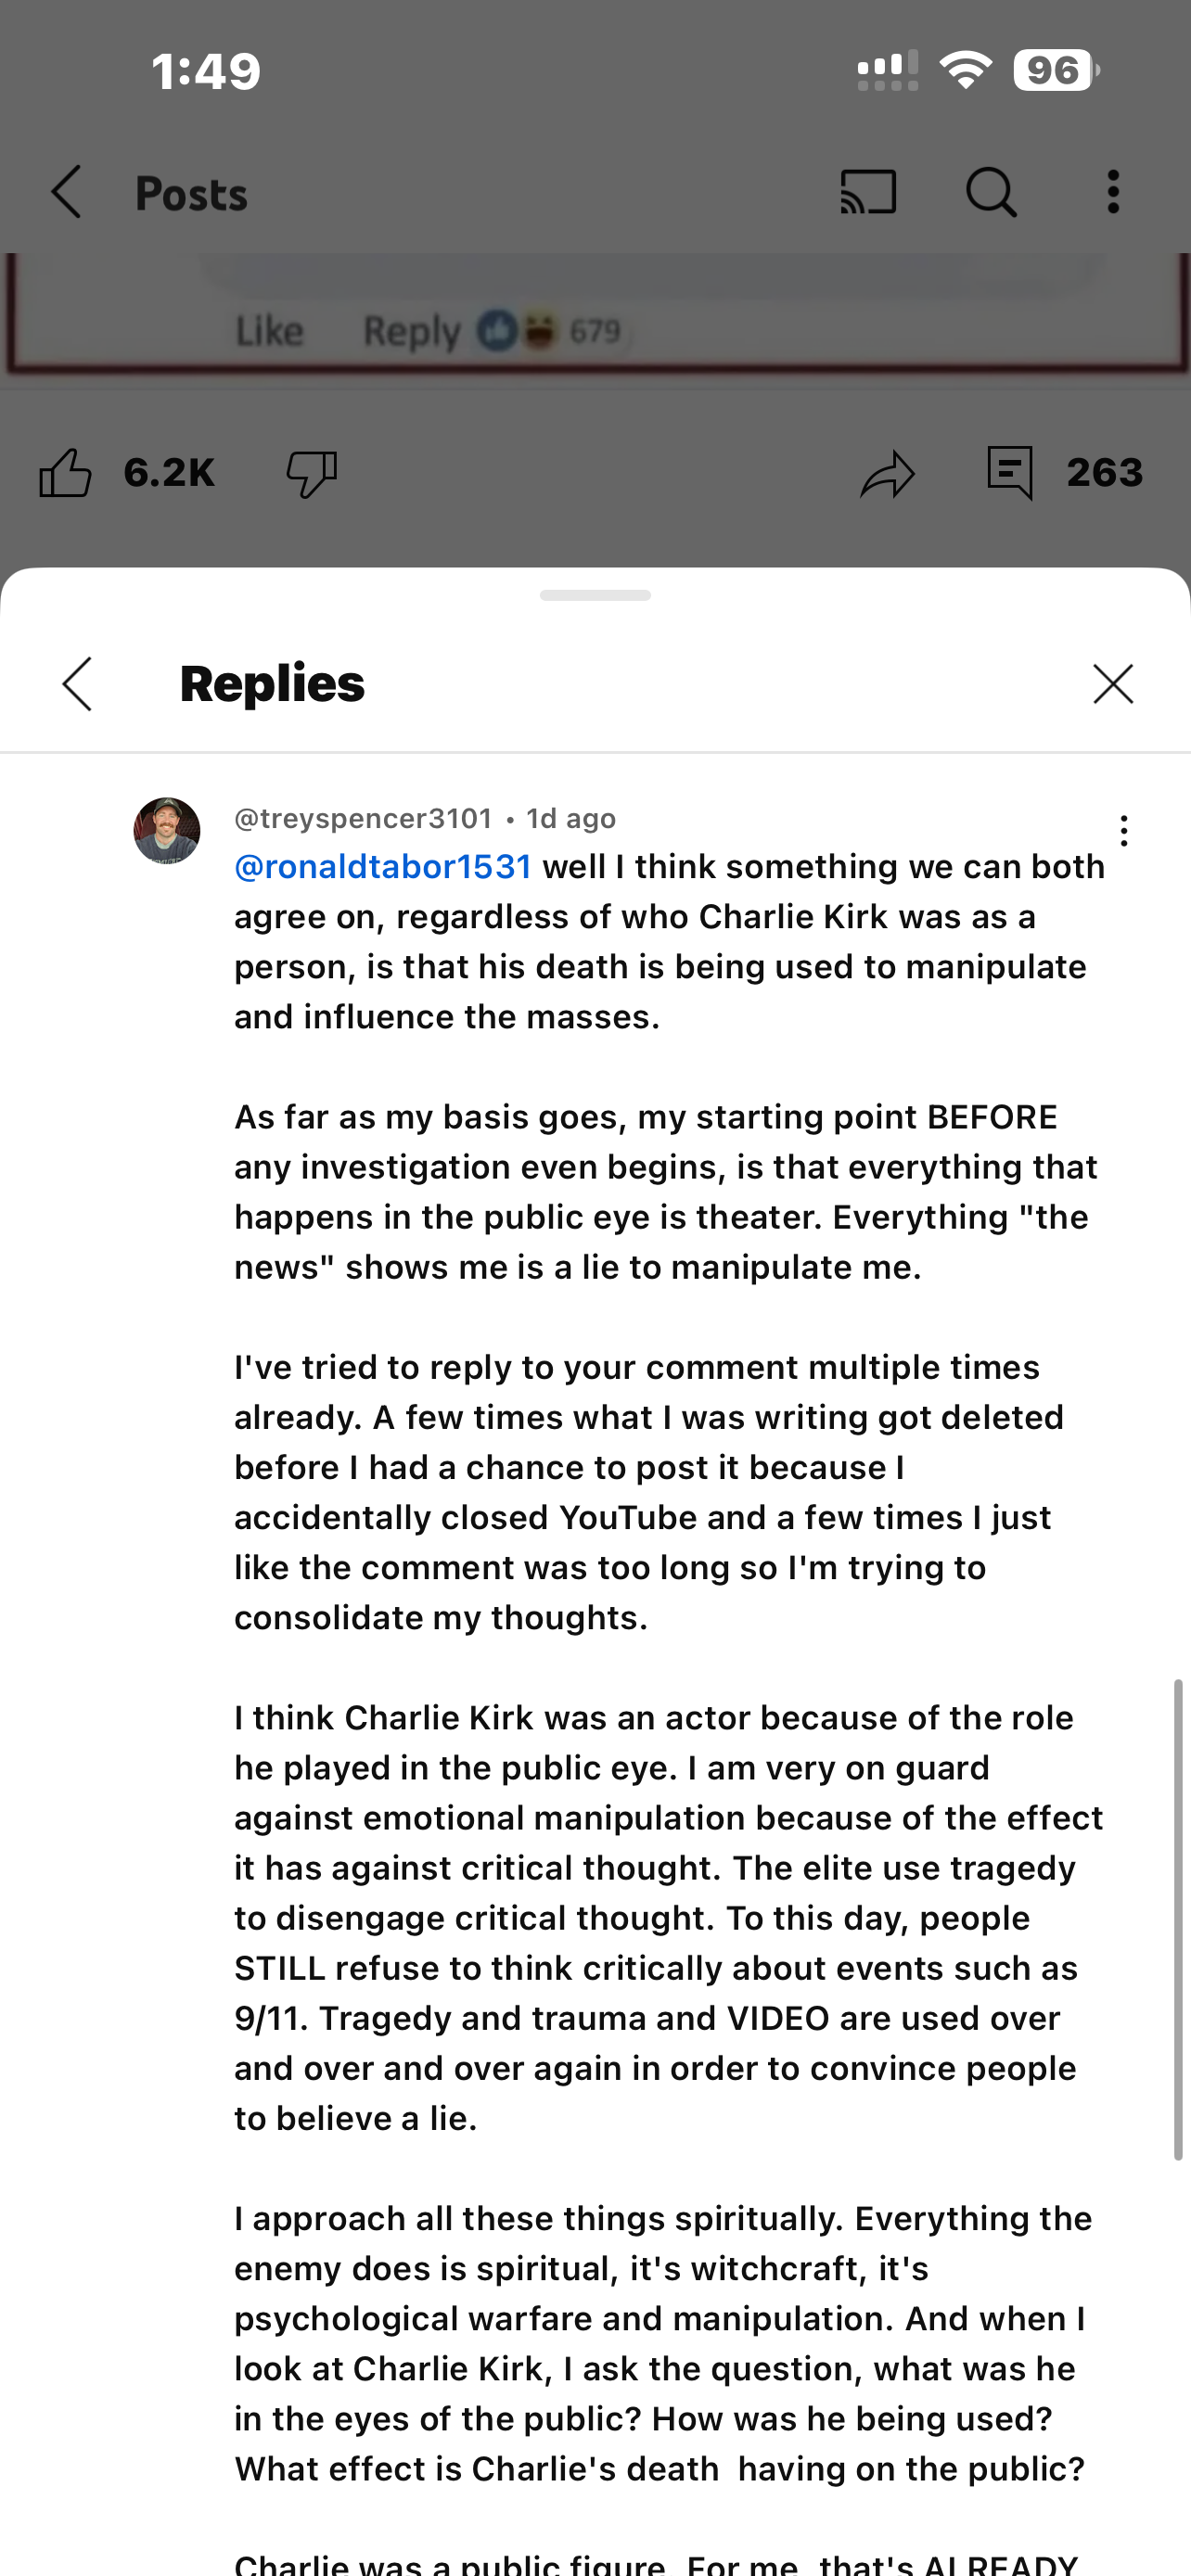 1:49
96
Posts
Like Reply 679
6.2K
263
Replies
@treyspencer3101 • 1d ago
@ronaldtabor1531 well I think something we can both
agree on, regardless of who Charlie Kirk was as a
person, is that his death is being used to manipulate
and influence the masses.
As far as my basis goes, my starting point BEFORE
any investigation even begins, is that everything that
happens in the public eye is theater. Everything "the
news" shows me is a lie to manipulate me.
I've tried to reply to your comment multiple times
already. A few times what I was writing got deleted
before I had a chance to post it because I
accidentally closed YouTube and a few times I just
like the comment was too long so I'm trying to
consolidate my thoughts.
I think Charlie Kirk was an actor because of the role
he played in the public eye. I am very on guard
against emotional manipulation because of the effect
it has against critical thought. The elite use tragedy
to disengage critical thought. To this day, people
STILL refuse to think critically about events such as
9/11. Tragedy and trauma and VIDEO are used over
and over and over again in order to convince people
to believe a lie.
I approach all these things spiritually. Everything the
enemy does is spiritual, it's witchcraft, it's
psychological warfare and manipulation. And when I
look at Charlie Kirk, I ask the question, what was he
in the eyes of the public? How was he being used?
What effect is Charlie's death  having on the public?
Charlie was a public figure. For me, that's ALREADY